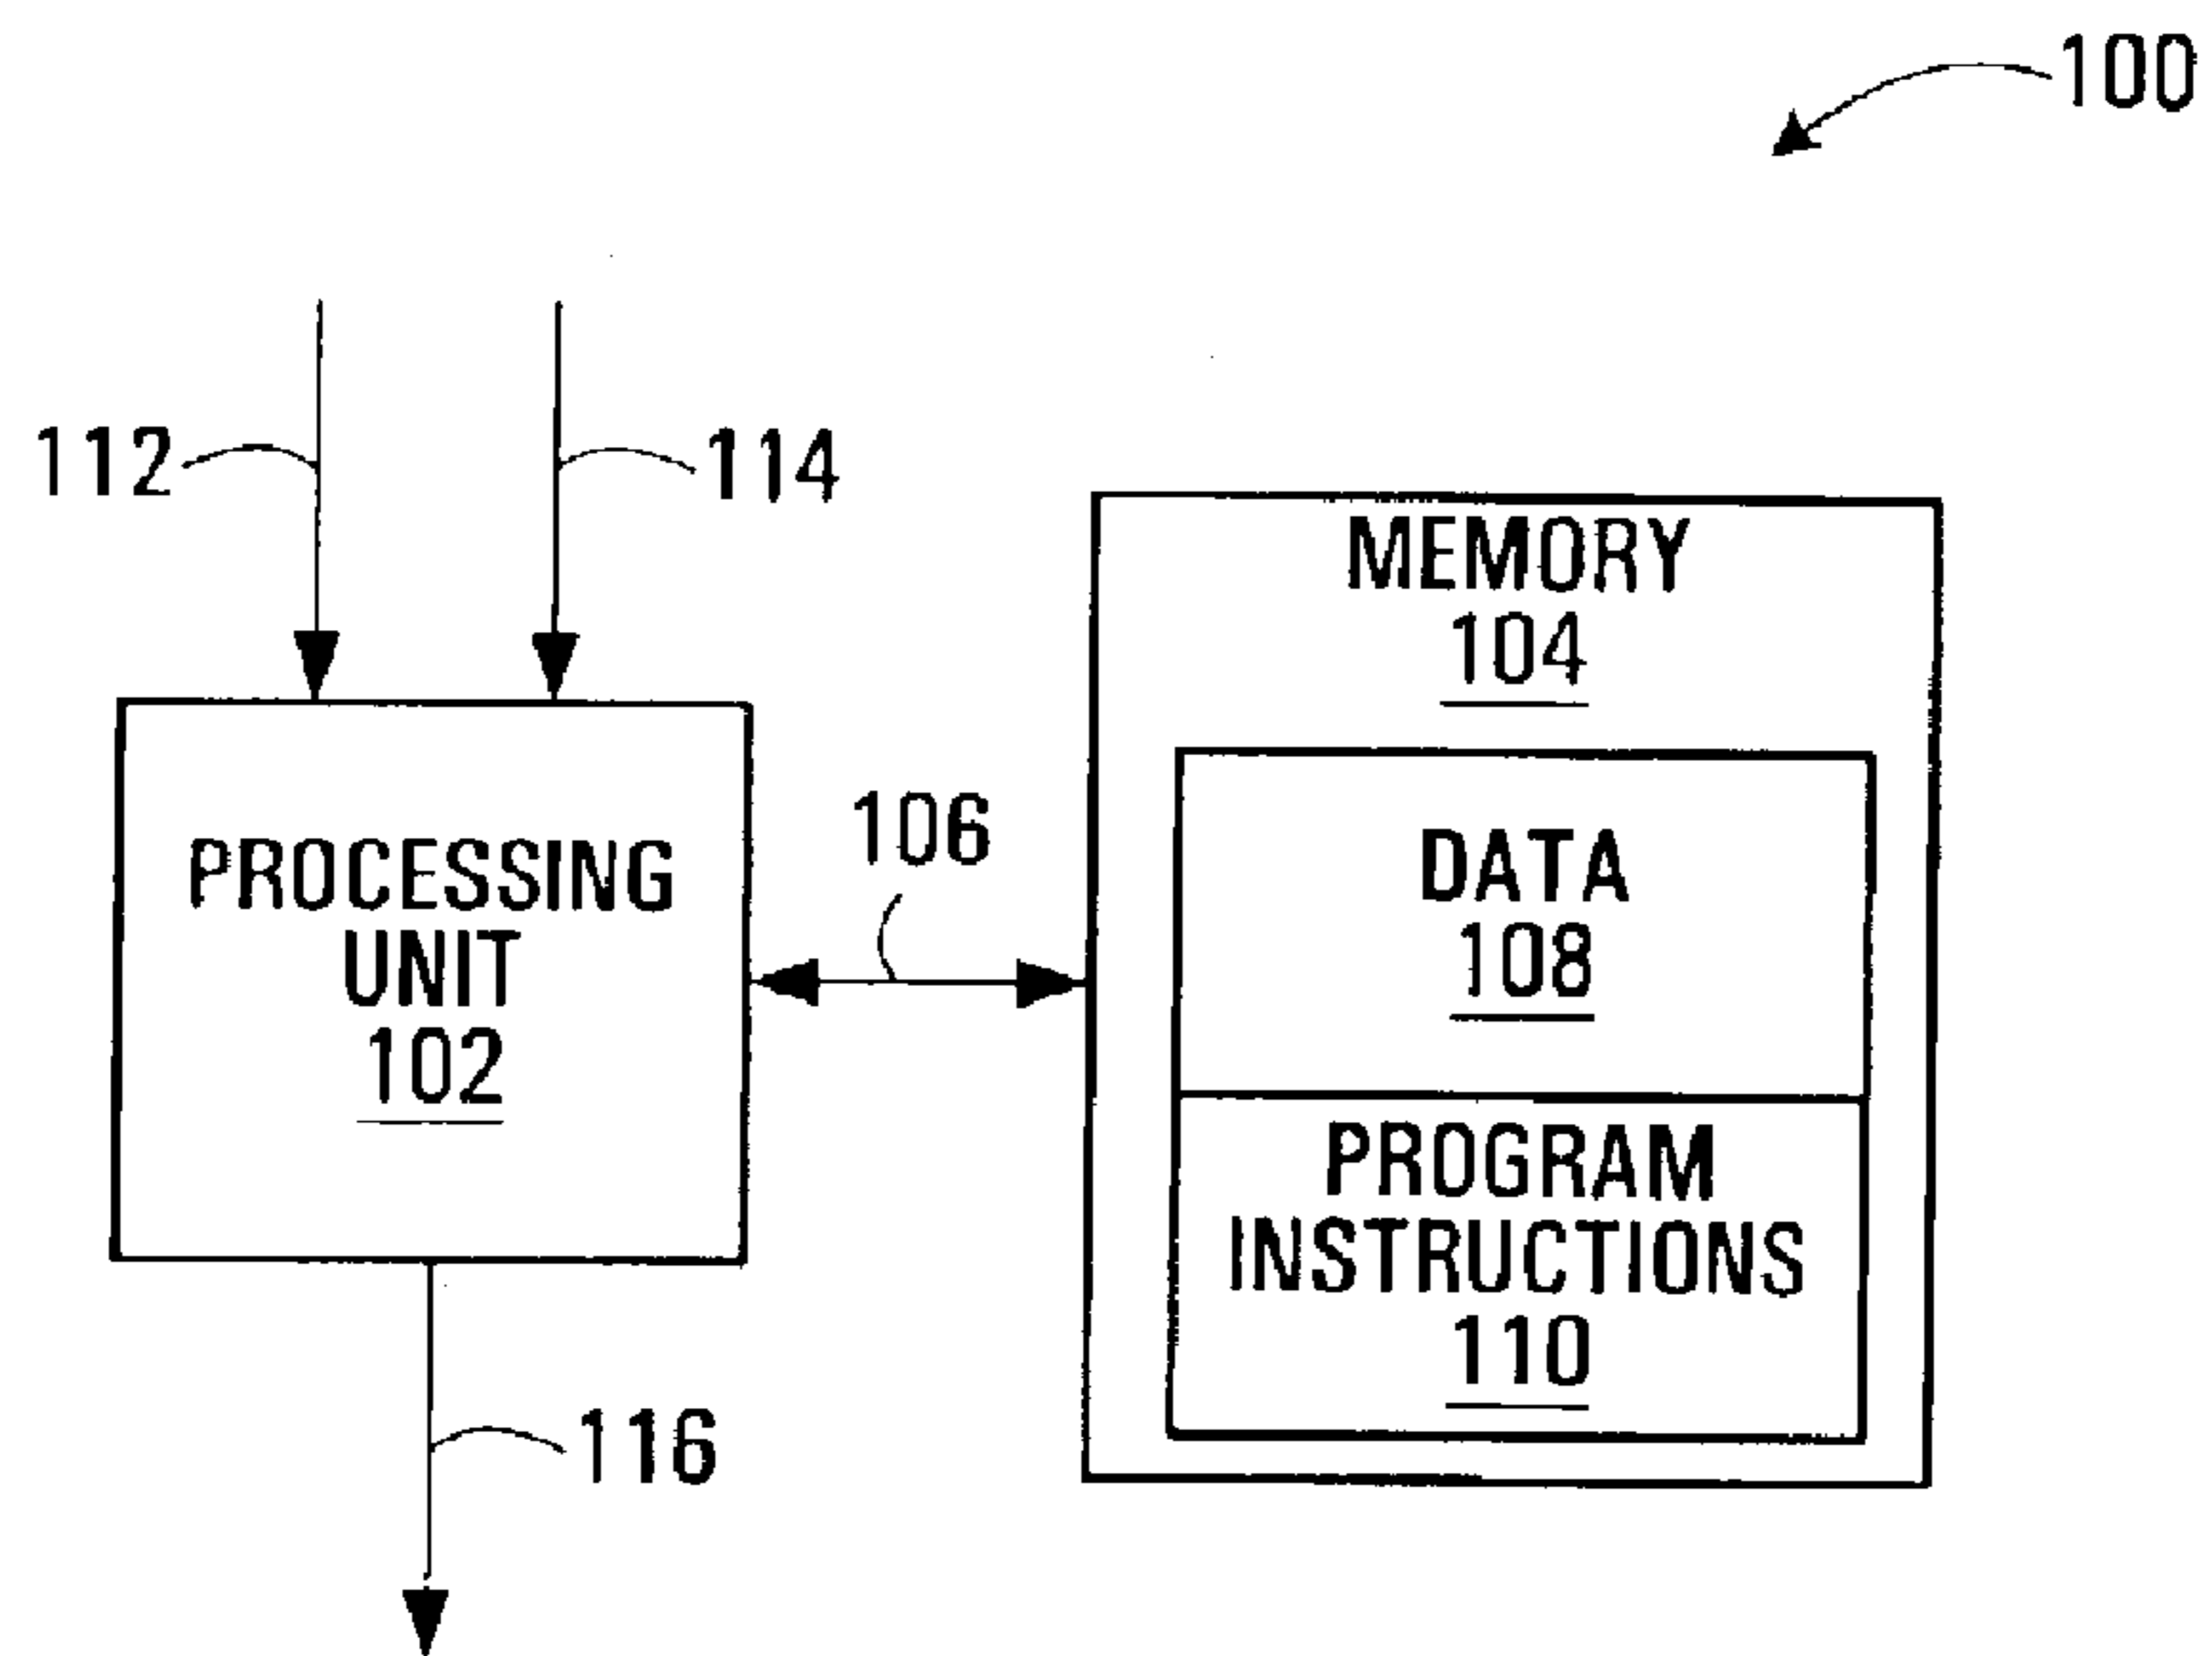 100
112
114
MEMORY
104
106
PROCESSING
UNIT
102
DATA
108
PROGRAM
INSTRUCTIONS
110
116